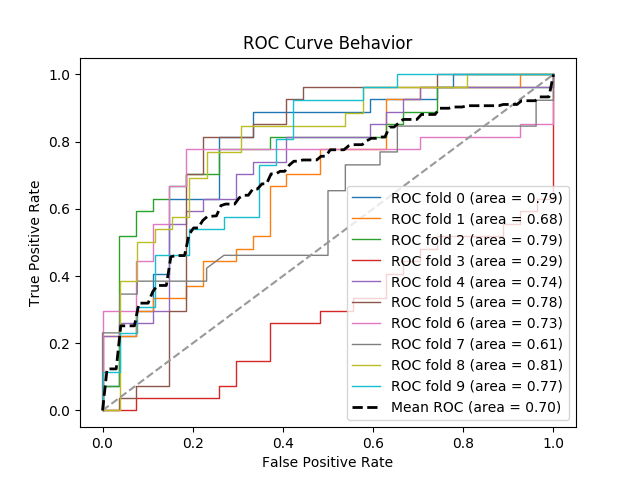 ROC Curve Behavior
1.0
0.8
0.6
0.4
0.2
0.0
True Positive Rate
ROC fold 0 (area = 0.79)
ROC fold 1 (area = 0.68)
ROC fold 2 (area = 0.79)
ROC fold 3 (area = 0.29)
ROC fold 4 (area = 0.74)
ROC fold 5 (area = 0.78)
ROC fold 6 (area = 0.73)
ROC fold 7 (area = 0.61)
ROC fold 8 (area = 0.81)
ROC fold 9 (area = 0.77)
Mean ROC (area = 0.70)
0.0 0.2 0.4 0.6 0.8 1.0
False Positive Rate